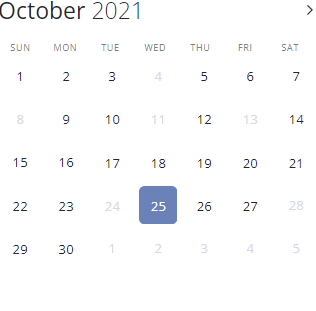 October 2021 >
SUN MON TUE WED THU FRI SAT
1 2 3 4 5 6 7
8 9 10 11 12 13 14
15 16 17 18 19 20 21
22 23 24 25 26 27 28
29 30 1 2 3 4 5